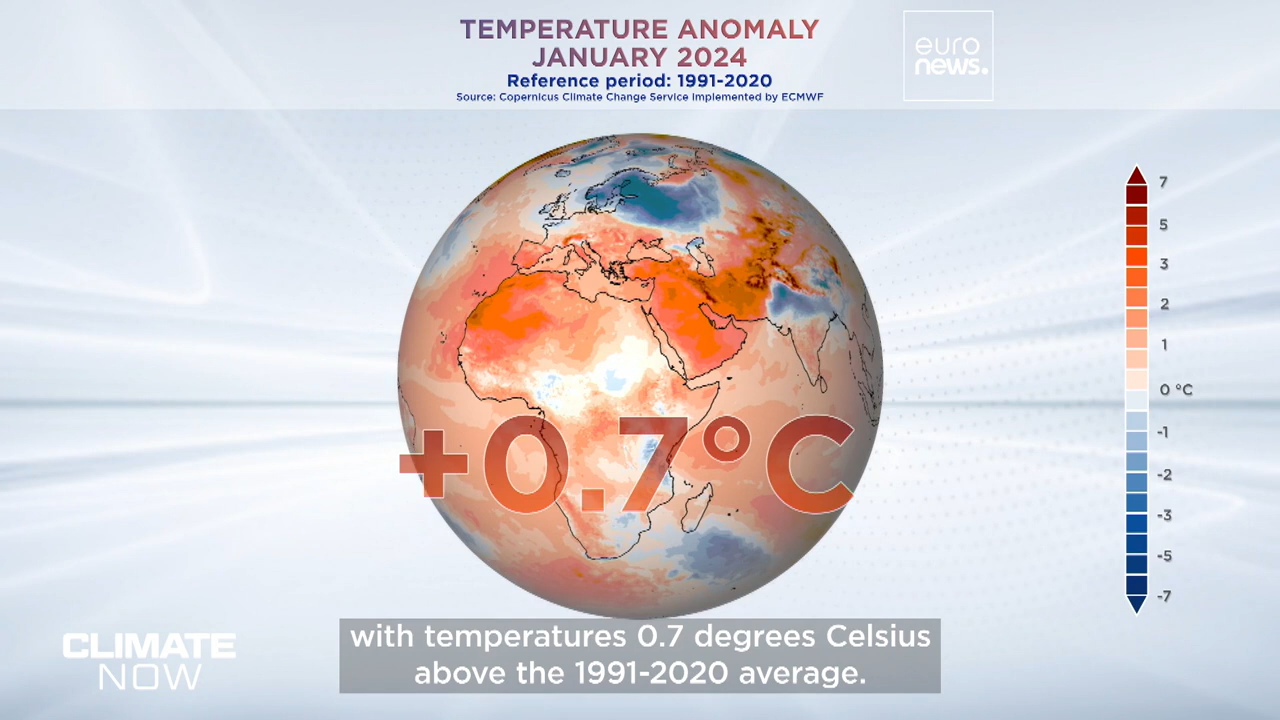 TEMPERATURE ANOMALY
JANUARY 2024
Reference period: 1991-2020
Source: Copernicus Climate Change Service Implemented by ECMWF
euro
news.
7
5
3
2
1
0 °C
-1
-2
-3
-5
-7
+0.7°C
with temperatures 0.7 degrees Celsius
above the 1991-2020 average.
CLIMATE
NOW